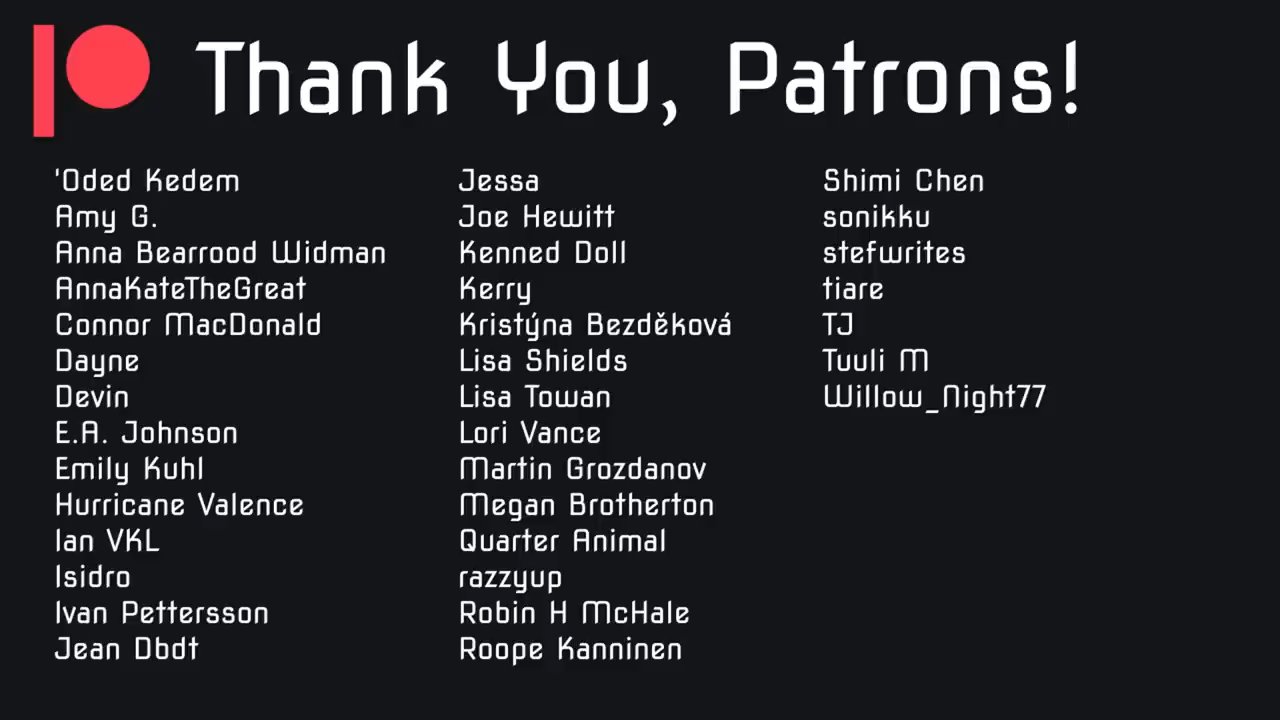 Thank You, Patrons!
'Oded Kedem
Amy G.
Anna Bearrood Widman
AnnaKateTheGreat
Connor MacDonald
Dayne
Devin
E.A. Johnson
Emily Kuhl
Hurricane Valence
Ian VKL
Isidro
Ivan Pettersson
Jean Dbdt
Jessa
Joe Hewitt
Kenned Doll
Kerry
Kristýna Bezděková
Lisa Shields
Lisa Towan
Lori Vance
Martin Grozdanov
Megan Brotherton
Quarter Animal
razzyup
Robin H McHale
Roope Kanninen
Shimi Chen
sonikku
stefwrites
tiare
TJ
Tuuli M
Willow_Night77